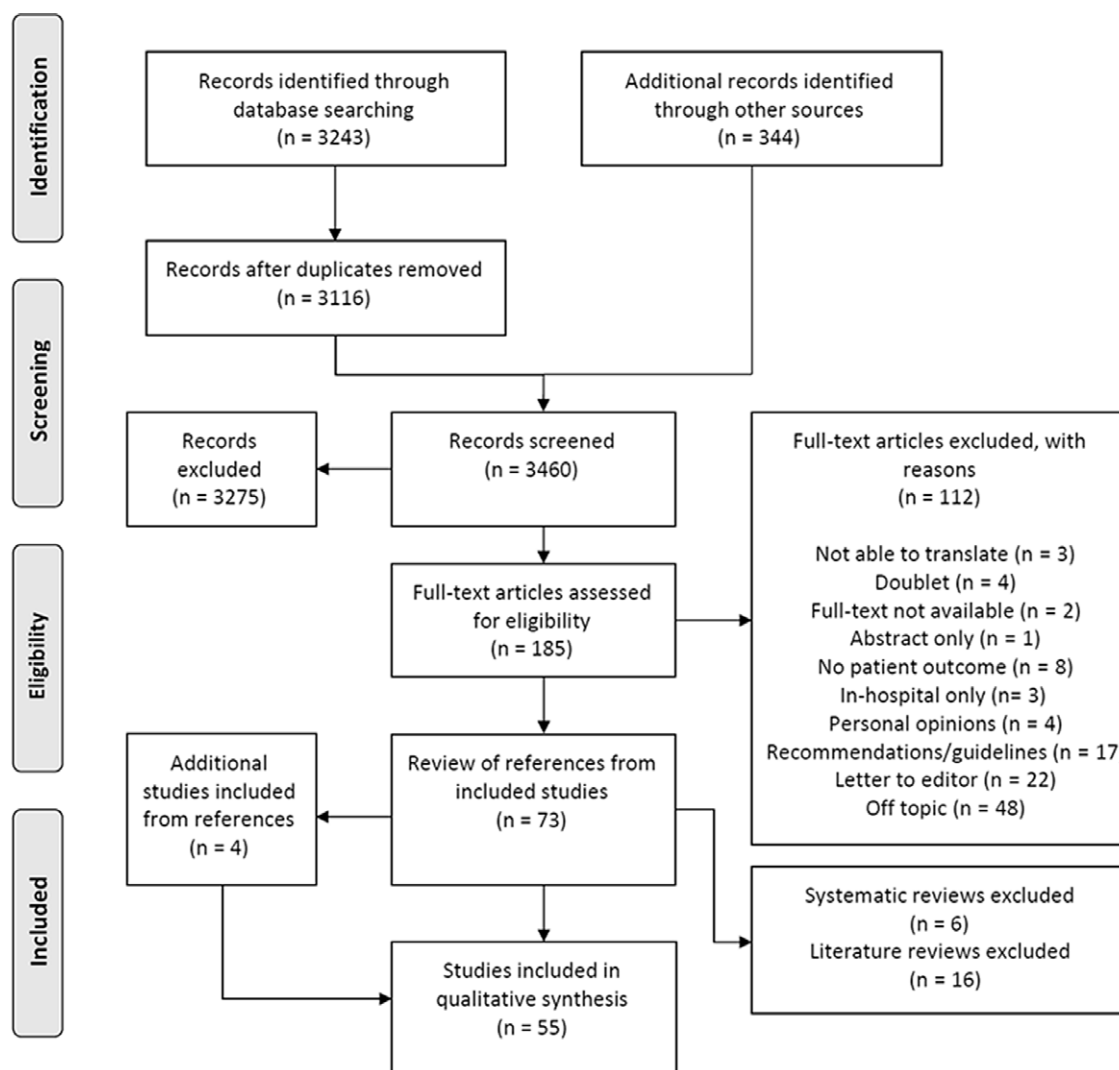 Identification
Records identified through
database searching
(n = 3243)
Additional records identified
through other sources
(n = 344)
Records after duplicates removed
(n = 3116)
Screening
Records
excluded
(n = 3275)
Records screened
(n = 3460)
Full-text articles excluded, with
reasons
(n = 112)
Not able to translate (n = 3)
Doublet (n = 4)
Full-text not available (n = 2)
Abstract only (n = 1)
No patient outcome (n = 8)
In-hospital only (n= 3)
Personal opinions (n = 4)
Recommendations/guidelines (n = 17
Letter to editor (n = 22)
Off topic (n = 48)
Eligibility
Full-text articles assessed
for eligibility
(n = 185)
Additional
studies included
from references
(n = 4)
Review of references from
included studies
(n = 73)
Included
Systematic reviews excluded
(n = 6)
Literature reviews excluded
(n = 16)
Studies included in
qualitative synthesis
(n = 55)